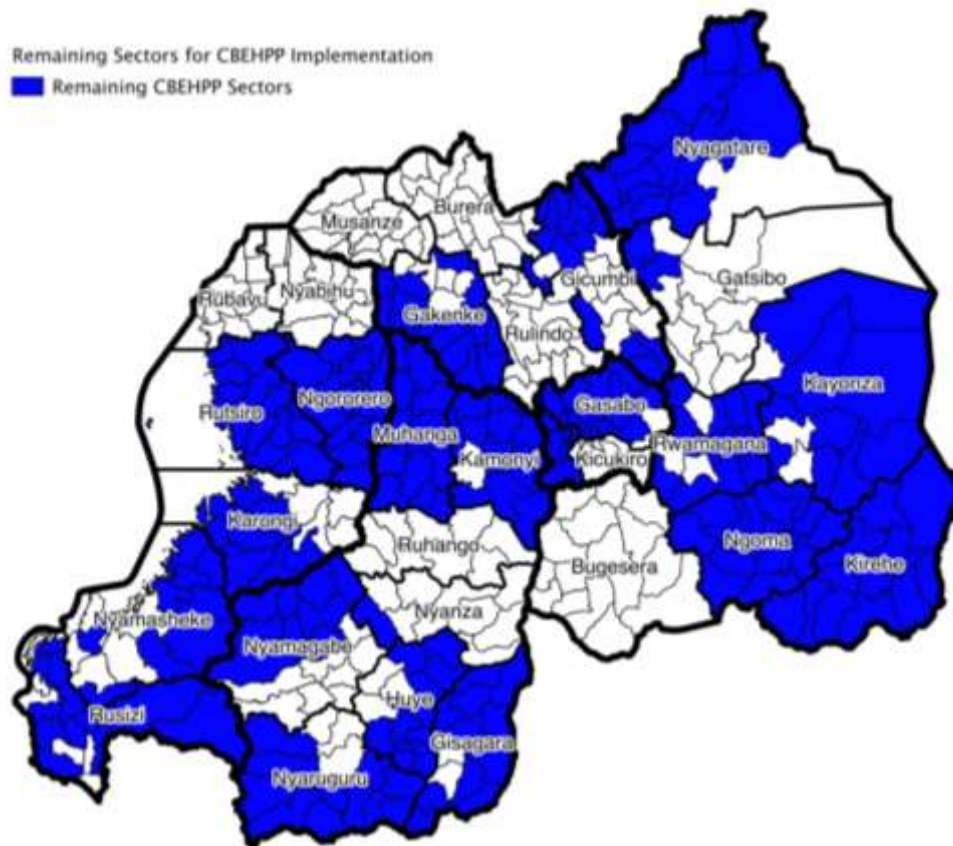 Remaining Sectors for CBEHPP Implementation
Remaining CBEHPP Sectors
Nyagatare
Burera
Musanze
Gicumbi
Gatsibo
Rubavu
Nyabihu
Gakenke
Rulindo
Kayonza
Rutsiro
Ngororero
Gasabo
Muhanga
Rwamagana
Kamonyi
Kicukiro
Karongi
Ruhango
Ngoma
Bugesera
Kirehe
Nyanza
Nyamasheke
Nyamagabe
Huye
Rusizi
Gisagara
Nyaruguru